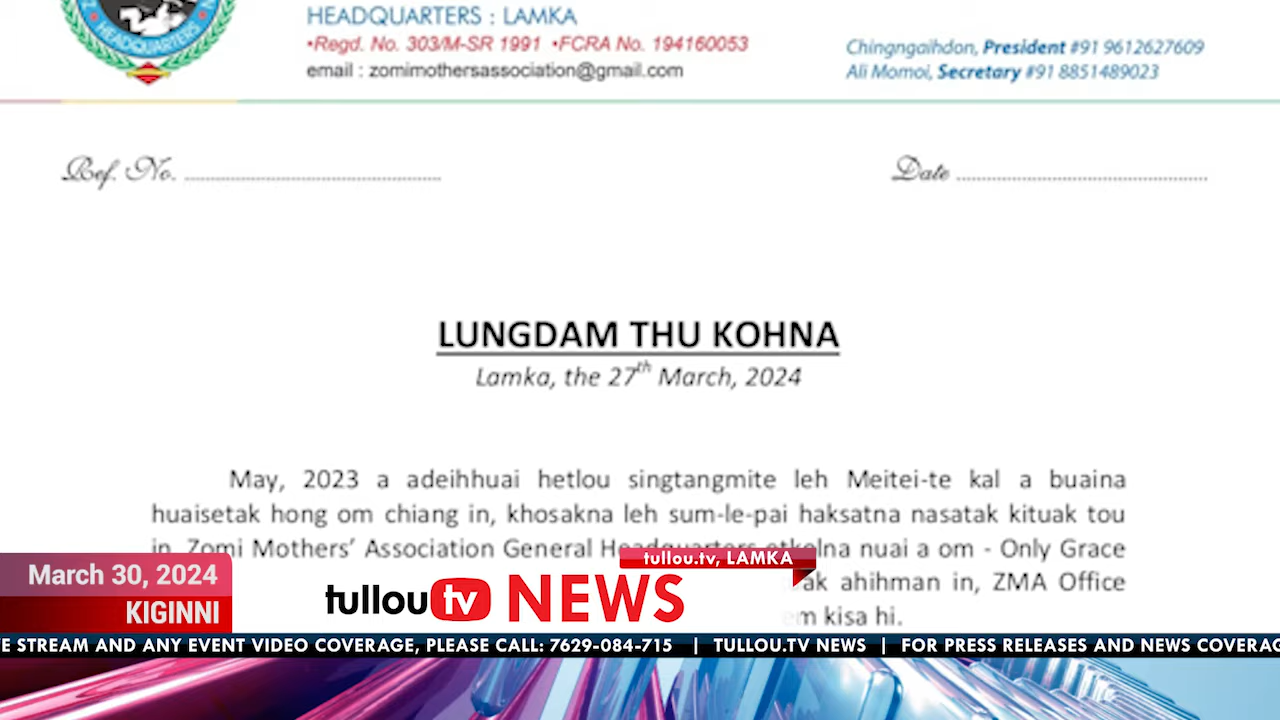 HEADQUARTERS
HEADQUARTERS : LAMKA
•Regd. No. 303/M-SR 1991 •FCRA No. 194160053
email : zomimothersassociation@gmail.com
Chingngaihdon, President #91 9612627609
Ali Momoi, Secretary #91 8851489023
Ref. No.
Date
LUNGDAM THU KOHNA
Lamka, the 27th March, 2024
May, 2023 a adeihhuai hetlou singtangmite leh Meitei-te kal a buaina
huaisetak hong om chiang in, khosakna leh sum-le-pai haksatna nasatak kituak tou
in, Zomi Mothers' Association General Headquarters etkolna nuai a om - Only Grace
ak ahihman in, ZMA Office
em kisa hi.
tullou.tv, LAMKA
March 30, 2024
KIGINNI
tullou tv NEWS
VE STREAM AND ANY EVENT VIDEO COVERAGE, PLEASE CALL: 7629-084-715 | TULLOU.TV NEWS | FOR PRESS RELEASES AND NEWS COVERAG